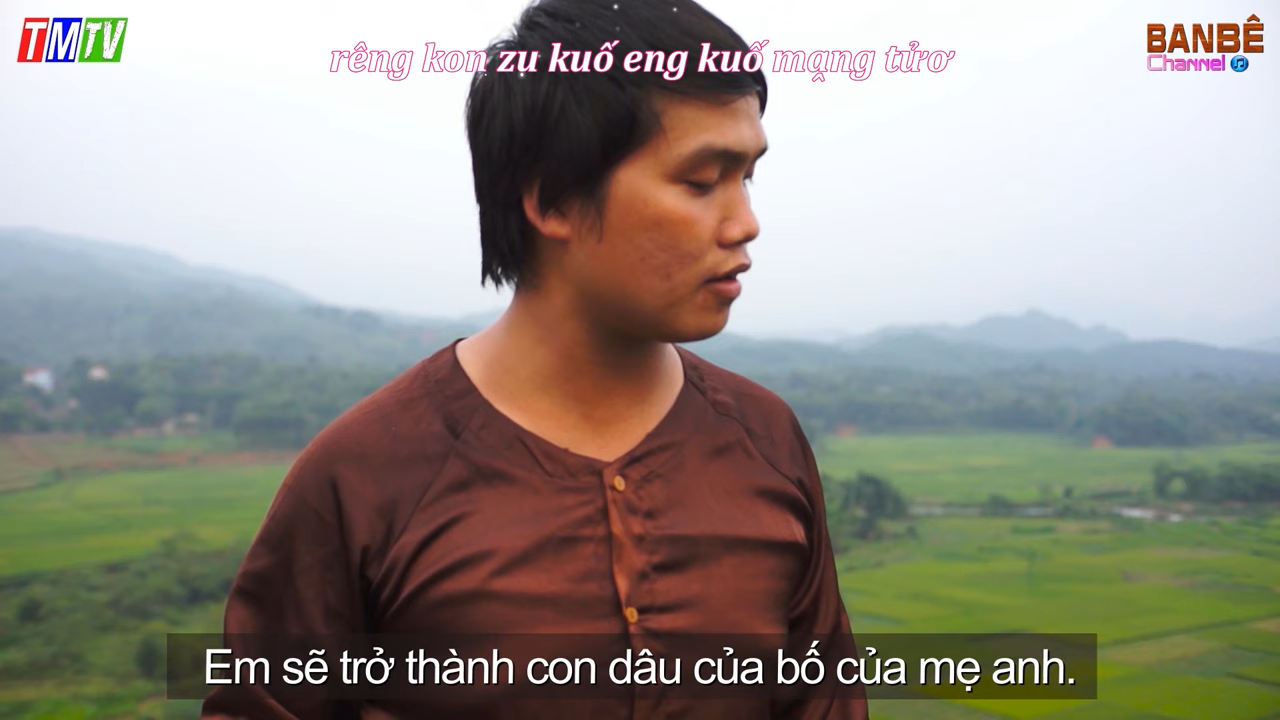 TMTV
BANBÊ
Channel
rêng kon zu kuố eng kuố mạng tửơ
Em sẽ trở thành con dâu của bố của mẹ anh.